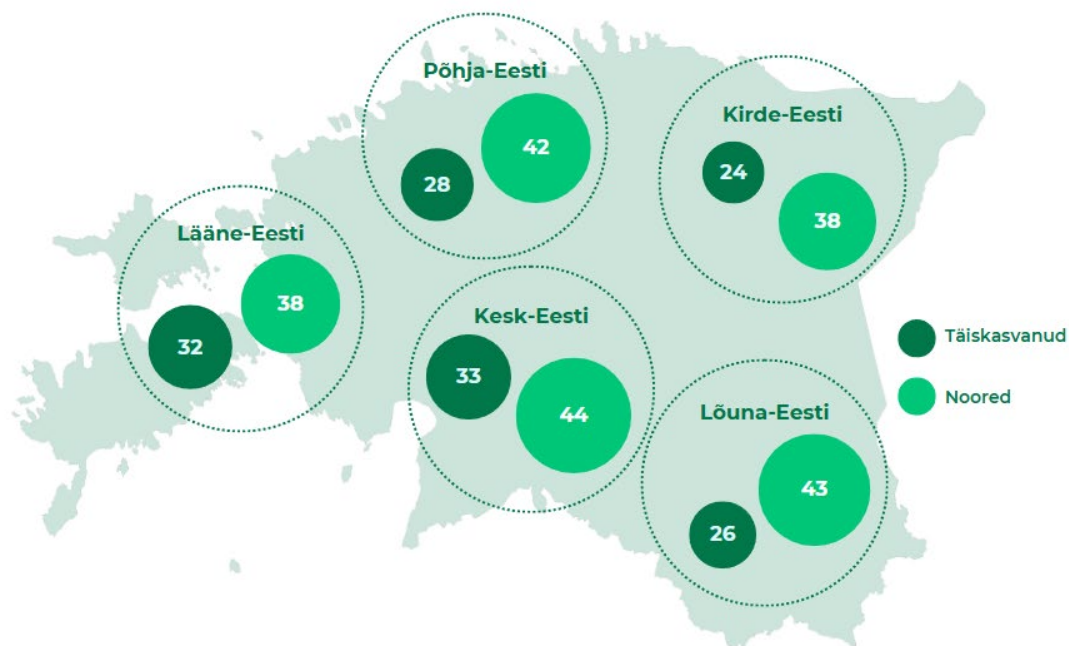 Põhja-Eesti
42
28
Kirde-Eesti
24
38
Lääne-Eesti
38
32
Kesk-Eesti
33
44
Lõuna-Eesti
43
26
Täiskasvanud
Noored